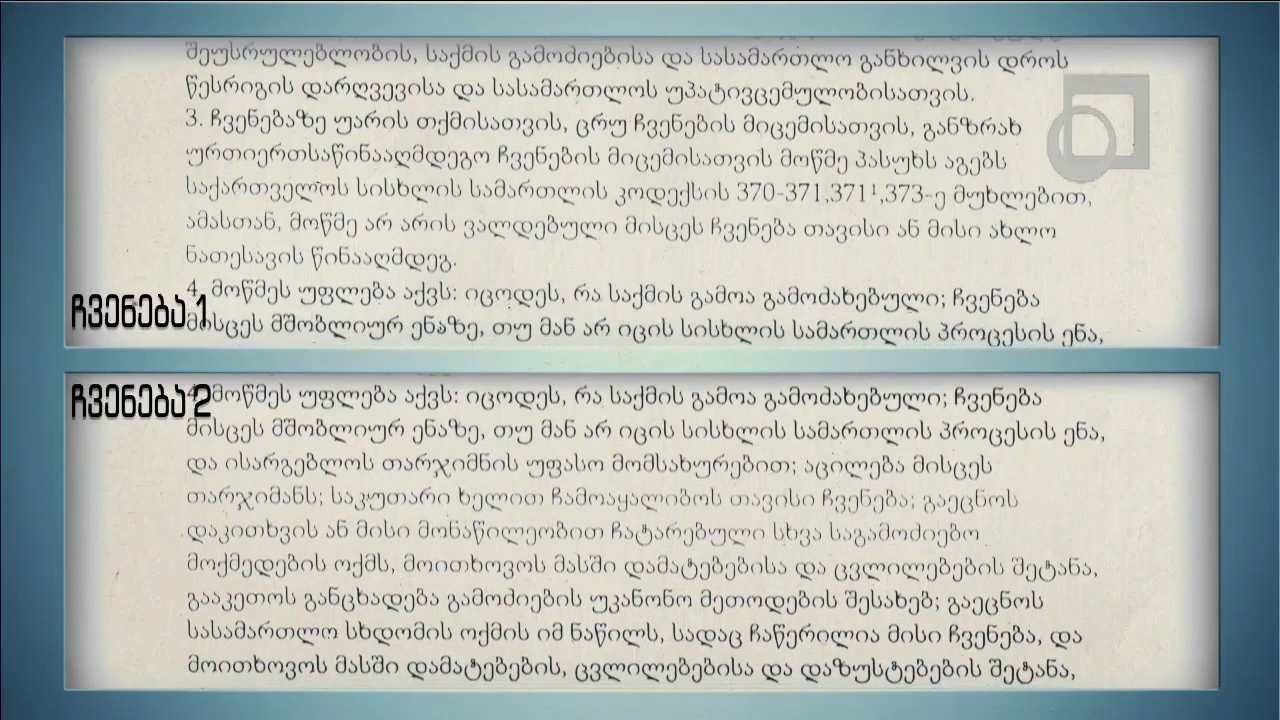 შეუსრულებლობის, საქმის გამოძიებისა და სასამართლო განხილვის დროს
წესრიგის დარღვევისა და სასამართლოს უპატივცემულობისათვის.
3. ჩვენებაზე უარის თქმისათვის, ცრუ ჩვენების მიცემისათვის, განზრახ
ურთიერთსაწინააღმდეგო ჩვენების მიცემისათვის მოწმე პასუხს აგებს
საქართველოს სისხლის სამართლის კოდექსის 370-371,371¹,373-ე მუხლებით,
ამასთან, მოწმე არ არის ვალდებული მისცეს ჩვენება თავისი ან მისი ახლო
ნათესავის წინააღმდეგ.
4. მოწმეს უფლება აქვს: იცოდეს, რა საქმის გამოა გამოძახებული; ჩვენება
ჩვენება 1
მისცეს მშობლიურ ენაზე, თუ მან არ იცის სისხლის სამართლის პროცესის ენა,
ჩვენება 2
4. მოწმეს უფლება აქვს: იცოდეს, რა საქმის გამოა გამოძახებული; ჩვენება
მისცეს მშობლიურ ენაზე, თუ მან არ იცის სისხლის სამართლის პროცესის ენა,
და ისარგებლოს თარჯიმნის უფასო მომსახურებით; აცილება მისცეს
თარჯიმანს; საკუთარი ხელით ჩამოაყალიბოს თავისი ჩვენება; გაეცნოს
დაკითხვის ან მისი მონაწილეობით ჩატარებული სხვა საგამოძიებო
მოქმედების ოქმს, მოითხოვოს მასში დამატებებისა და ცვლილებების შეტანა,
გააკეთოს განცხადება გამოძიების უკანონო მეთოდების შესახებ; გაეცნოს
სასამართლო სხდომის ოქმის იმ ნაწილს, სადაც ჩაწერილია მისი ჩვენება, და
მოითხოვოს მასში დამატებების, ცვლილებებისა და დაზუსტებების შეტანა,